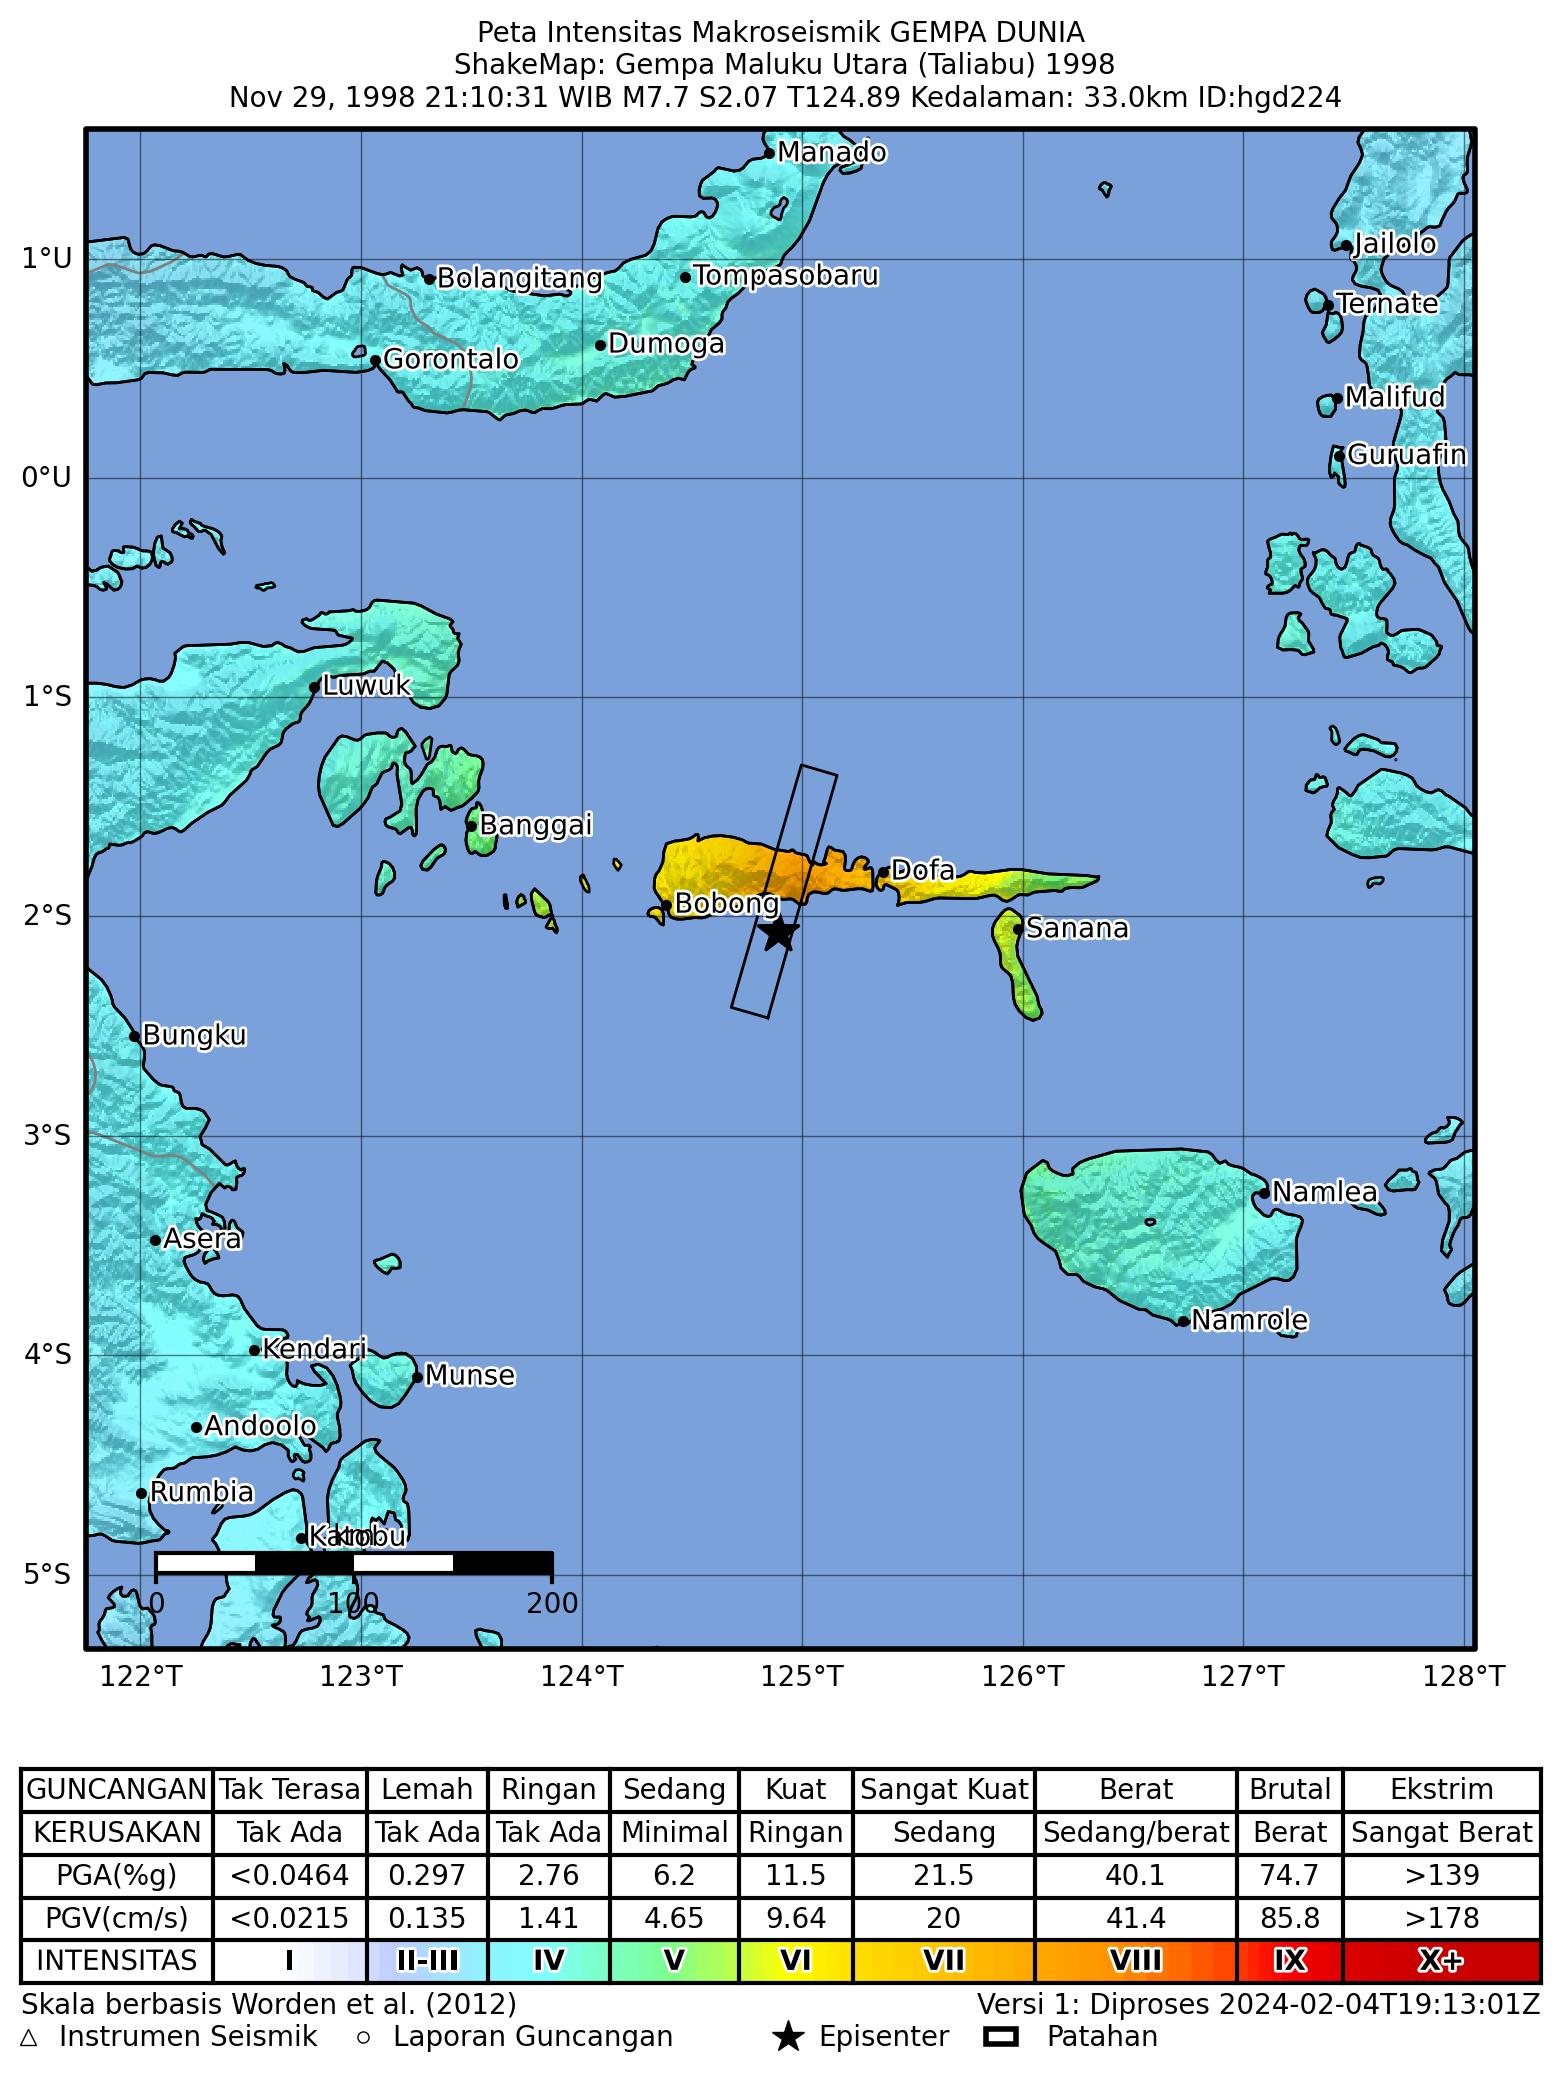 Peta Intensitas Makroseismik GEMPA DUNIA
ShakeMap: Gempa Maluku Utara (Taliabu) 1998
Nov 29, 1998 21:10:31 WIB M7.7 S2.07 T124.89 Kedalaman: 33.0km ID:hgd224
Manado
Jailolo
1°U
Bolangitang
Tompasobaru
Ternate
Dumoga
Gorontalo
Malifud
Guruafin
0°U
Luwuk
1°S
Banggai
Dofa
Bobong
2°S
Sanana
Bungku
3°S
Namlea
Asera
Namrole
Kendari
4°S
Munse
Andoolo
Rumbia
Katobu
km
5°S
0 100 200
122°T 123°T 124°T 125°T 126°T 127°T 128°T
GUNCANGAN Tak Terasa Lemah Ringan Sedang Kuat Sangat Kuat Berat Brutal Ekstrim
KERUSAKAN Tak Ada Tak Ada Tak Ada Minimal Ringan Sedang Sedang/berat Berat Sangat Berat
PGA(%g) <0.0464 0.297 2.76 6.2 11.5 21.5 40.1 74.7 >139
PGV(cm/s) <0.0215 0.135 1.41 4.65 9.64 20 41.4 85.8 >178
INTENSITAS I II-III IV V VI VII VIII IX X+
Skala berbasis Worden et al. (2012) Versi 1: Diproses 2024-02-04T19:13:01Z
Instrumen Seismik Laporan Guncangan Episenter Patahan